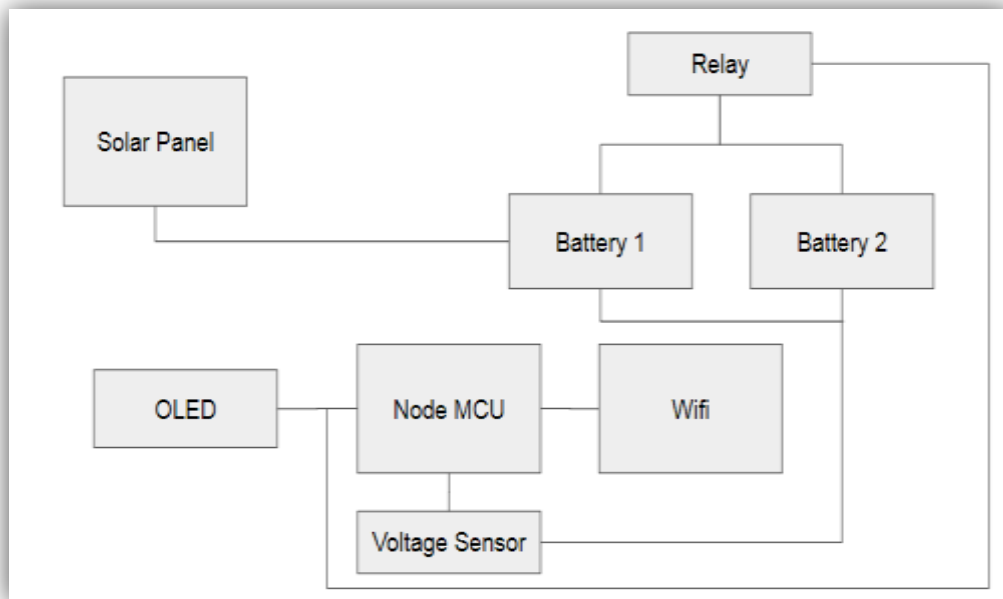 Relay
Solar Panel
Battery 1
Battery 2
OLED
Node MCU
Wifi
Voltage Sensor